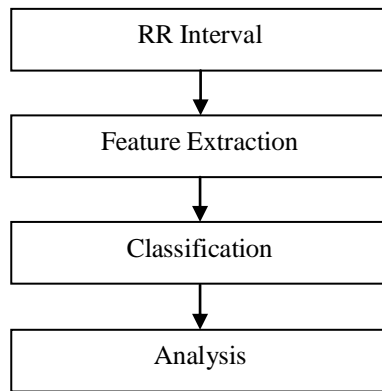 RR Interval
Feature Extraction
Classification
Analysis